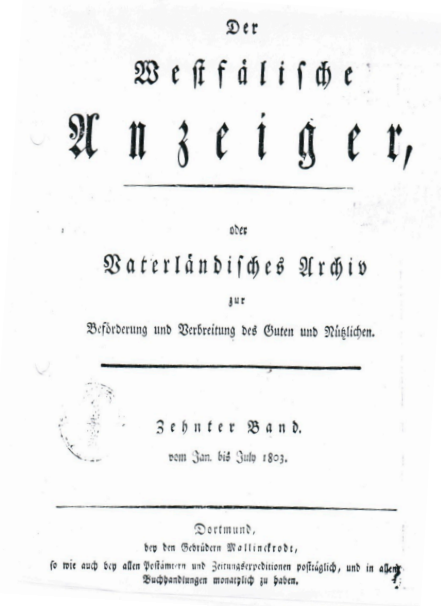 Der
Westfälische
Anzeiger,
oder
Vaterländisches Archiv
zur
Beförderung und Verbreitung des Guten und Nützlichen.
Zehnter Band.
vom Jan. bis July 1803.
Dortmund,
bey den Gebrüdern Mallinckrodt,
so wie auch bey allen Postämtern und Zeitungsexpeditionen posttäglich, und in allen
Buchhandlungen monatlich zu haben.